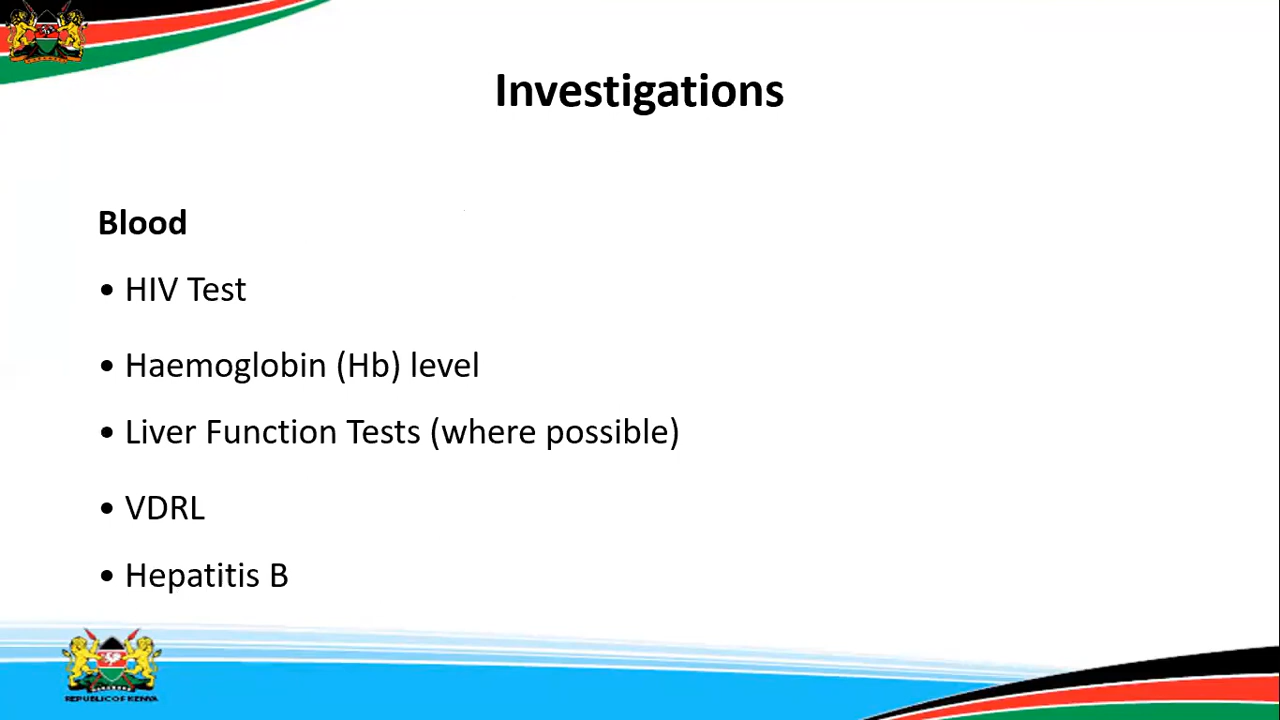 Investigations
Blood
• HIV Test
• Haemoglobin (Hb) level
• Liver Function Tests (where possible)
• VDRL
• Hepatitis B
REPUBLIC OF KENYA